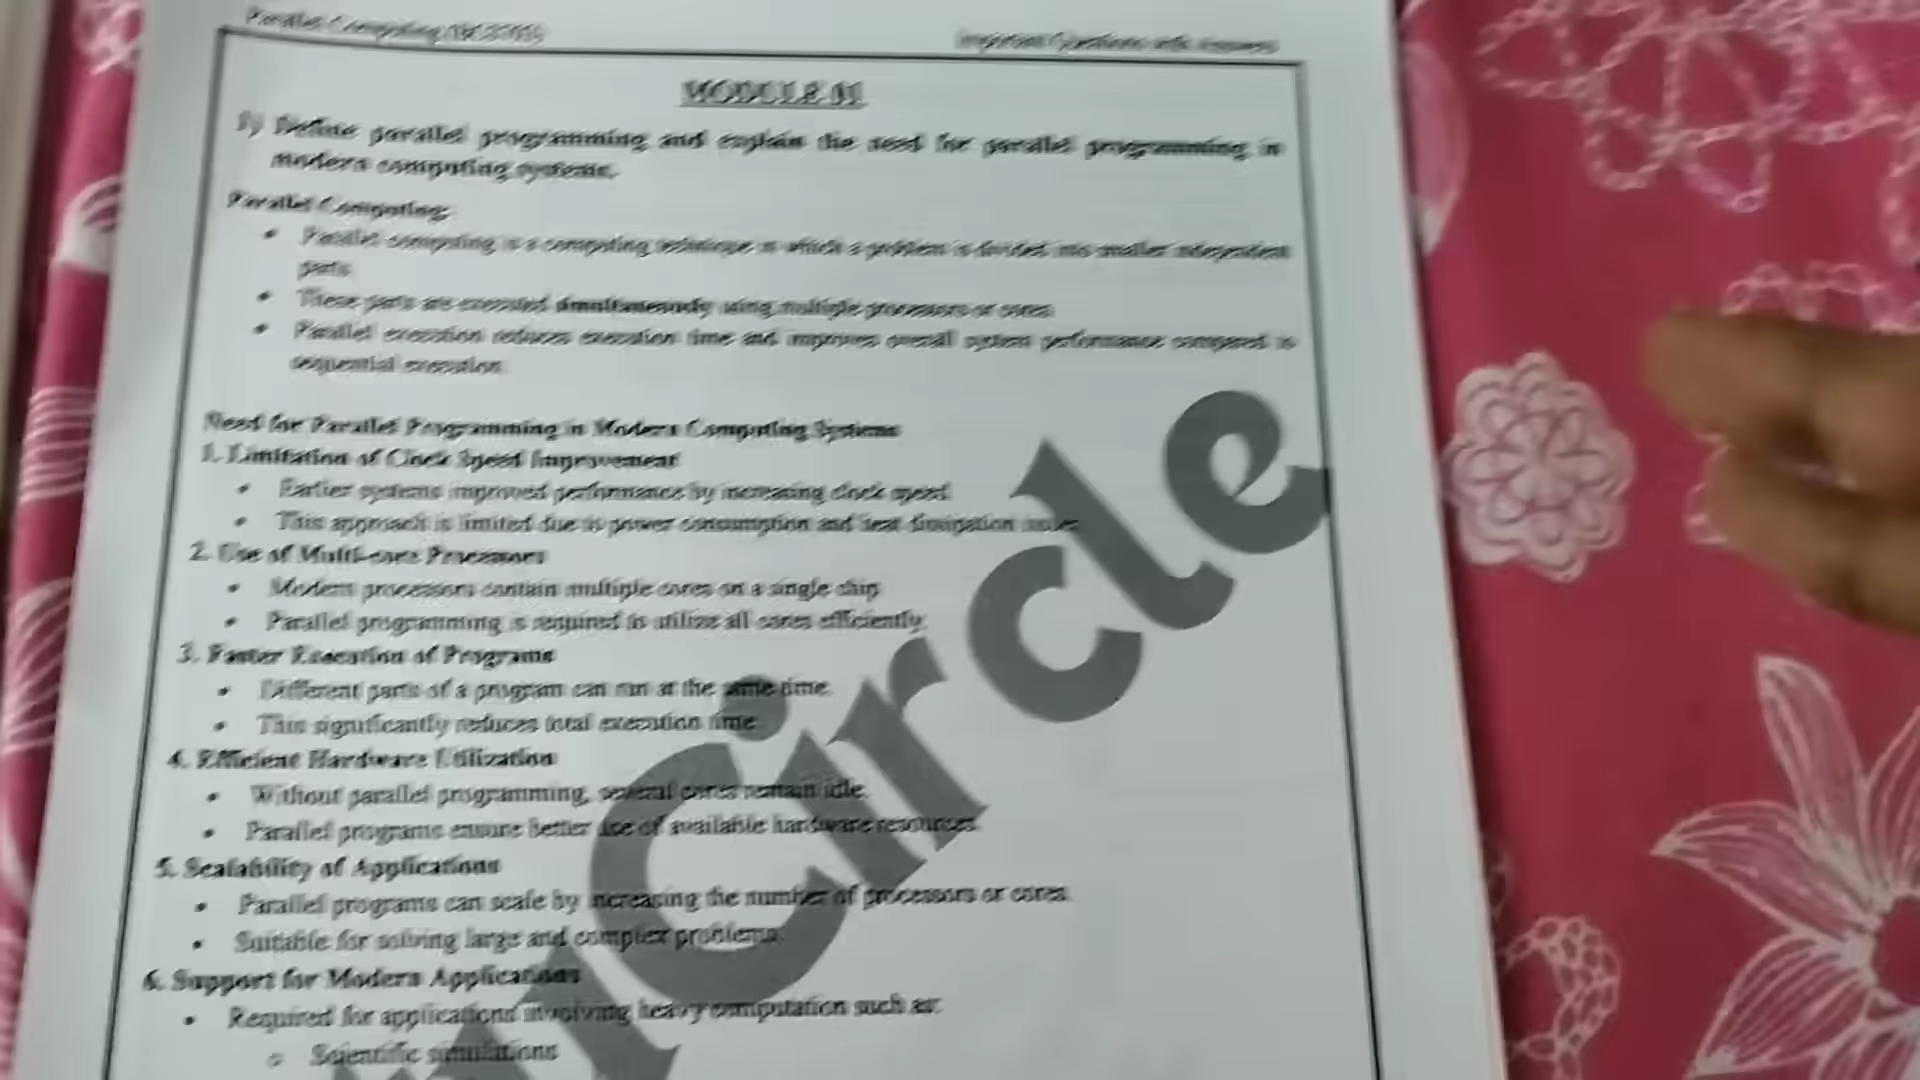 Parallel Computing
Important Questions with Answers
MODULE 01
1) Define parallel programming and explain the need for parallel programming in
modern computing systems.
Parallel Computing:
• Parallel computing is a computing technique in which a problem is divided into smaller independent
parts.
• These parts are executed simultaneously using multiple processors or cores.
• Parallel execution reduces execution time and improves overall system performance compared to
sequential execution.
Need for Parallel Programming in Modern Computing Systems
1. Limitation of Clock Speed Improvement
• Earlier systems improved performance by increasing clock speed.
• This approach is limited due to power consumption and heat dissipation issues.
2. Use of Multi-core Processors
• Modern processors contain multiple cores on a single chip.
• Parallel programming is required to utilize all cores efficiently.
3. Faster Execution of Programs
• Different parts of a program can run at the same time.
• This significantly reduces total execution time.
4. Efficient Hardware Utilization
• Without parallel programming, several cores remain idle.
• Parallel programs ensure better use of available hardware resources.
5. Scalability of Applications
• Parallel programs can scale by increasing the number of processors or cores.
• Suitable for solving large and complex problems.
6. Support for Modern Applications
• Required for applications involving heavy computation such as:
o Scientific simulations
Circle